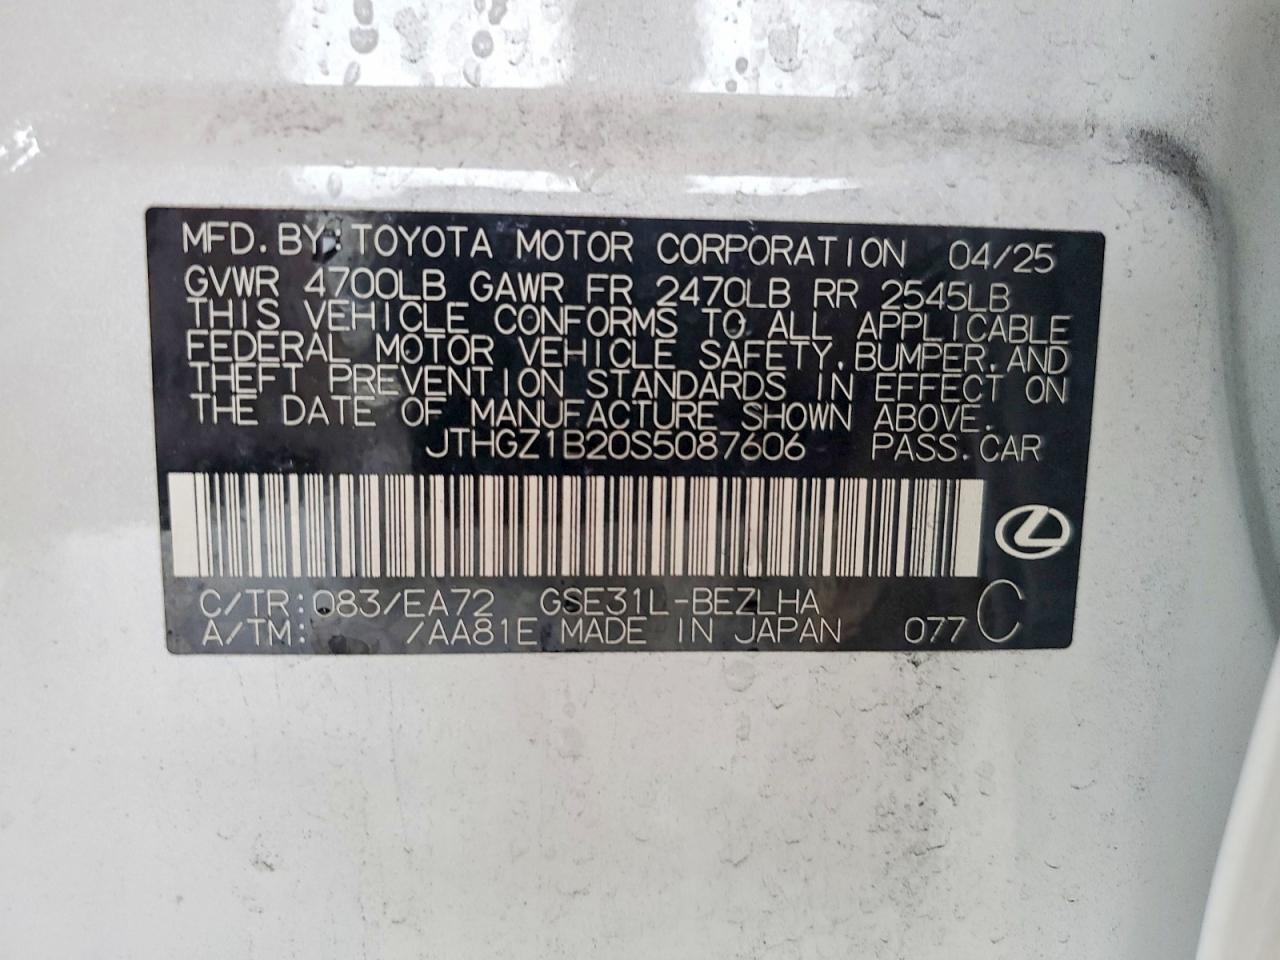 MFD. BY TOYOTA MOTOR CORPORATION 04/25
GVWR 4700LB GAWR FR 2470LB RR 2545LB
THIS VEHICLE CONFORMS TO ALL APPLICABLE
FEDERAL MOTOR VEHICLE SAFETY, BUMPER, AND
THEFT PREVENTION STANDARDS IN EFFECT ON
THE DATE OF MANUFACTURE SHOWN ABOVE.
JTHGZ1B20S5087606 PASS. CAR
C/TR: 083/EA72 GSE31L-BEZLHA
A/TM: /AA81E MADE IN JAPAN 077 C